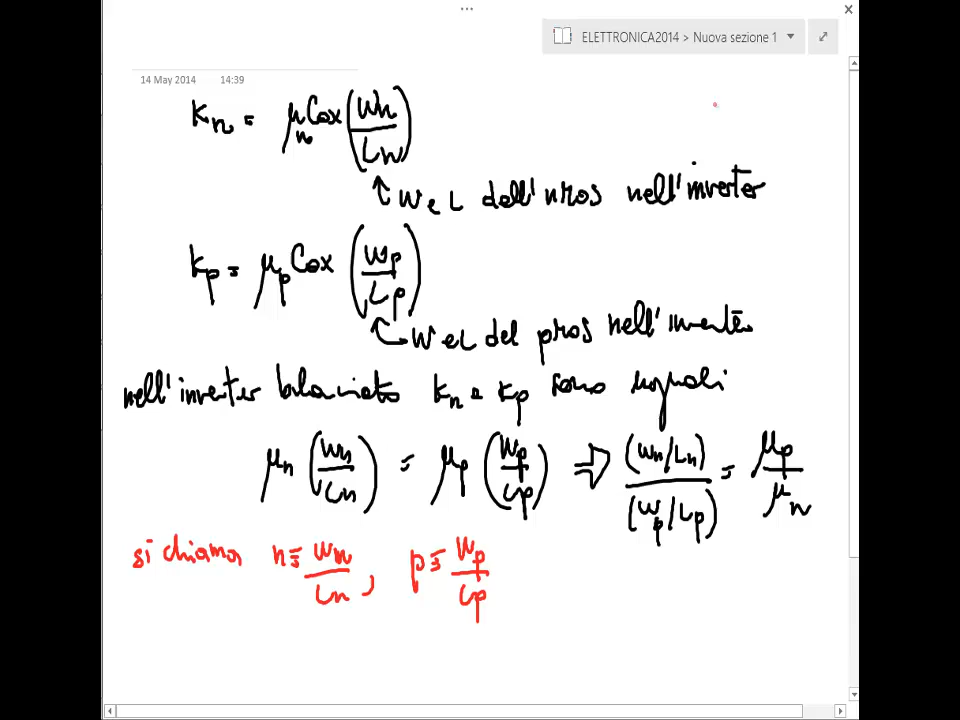 ELETTRONICA2014 > Nuova sezione 1
14 May 2014 14:39
Kn = μn Cox (Wn/Ln)
W e L dell'nmos nell'inverter
Kp = μp Cox (Wp/Lp)
W e L del pmos nell'inverter
nell'inverter bilanciato Kn e Kp sono uguali
μn (Wn/Ln) = μp (Wp/Lp) ⇒ (Wn/Ln)/(Wp/Lp) = μp/μn
si chiama n = Wn/Ln, p = Wp/Lp